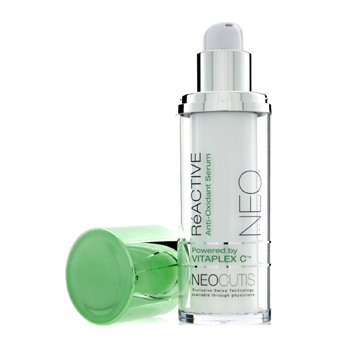 RéACTIVE
Anti-Oxidant Serum
NEO
Powered by
VITAPLEX C™
NEOCUTIS
Exclusive Swiss Technology
available through physicians